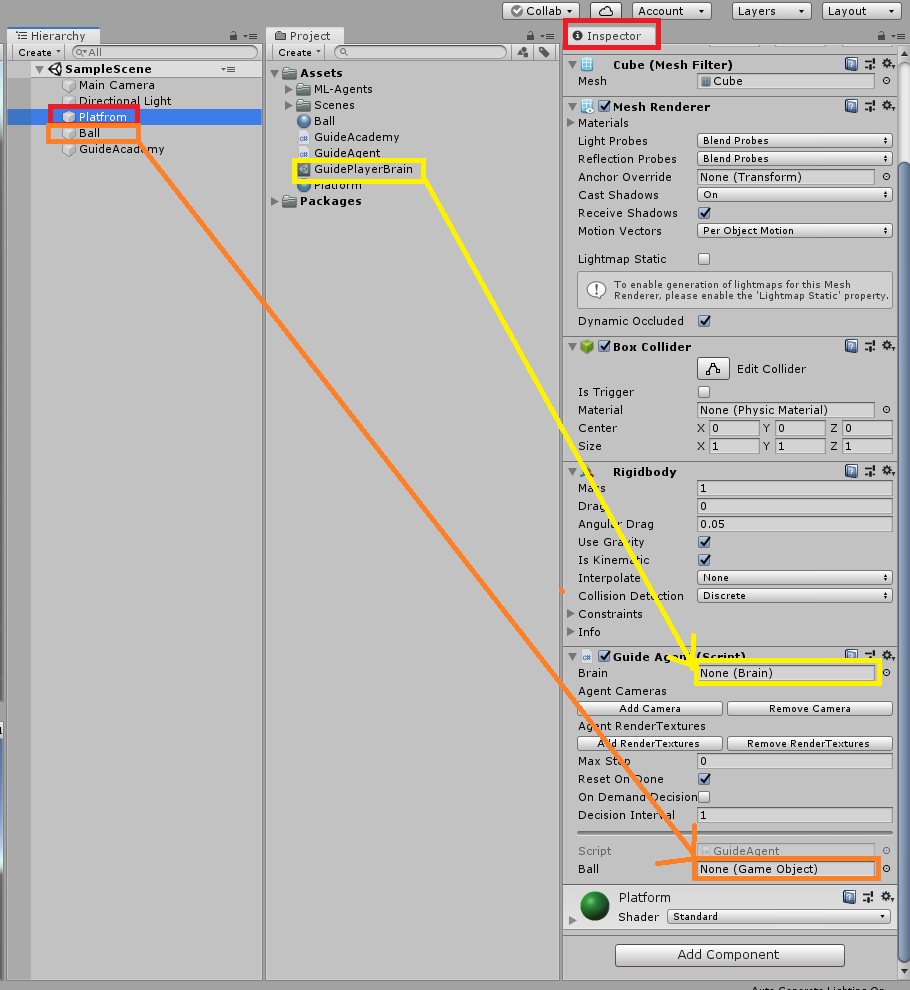 Collab
Account
Layers
Layout
Hierarchy
Create
All
SampleScene
Main Camera
Directional Light
Platfrom
Ball
GuideAcademy
Project
Create
Assets
ML-Agents
Scenes
Ball
GuideAcademy
GuideAgent
GuidePlayerBrain
Platform
Packages
Inspector
Cube (Mesh Filter)
Mesh Cube
Mesh Renderer
Materials
Light Probes Blend Probes
Reflection Probes Blend Probes
Anchor Override None (Transform)
Cast Shadows On
Receive Shadows
Motion Vectors Per Object Motion
Lightmap Static
To enable generation of lightmaps for this Mesh
Renderer, please enable the 'Lightmap Static' property.
Dynamic Occluded
Box Collider
Edit Collider
Is Trigger
Material None (Physic Material)
Center X 0 Y 0 Z 0
Size X 1 Y 1 Z 1
Rigidbody
Mass 1
Drag 0
Angular Drag 0.05
Use Gravity
Is Kinematic
Interpolate None
Collision Detection Discrete
Constraints
Info
Guide Agent (Script)
Brain None (Brain)
Agent Cameras
Add Camera Remove Camera
Agent RenderTextures
Add RenderTextures Remove RenderTextures
Max Step 0
Reset On Done
On Demand Decision
Decision Interval 1
Script GuideAgent
Ball None (Game Object)
Platform
Shader Standard
Add Component
Auto Generate Lighting On